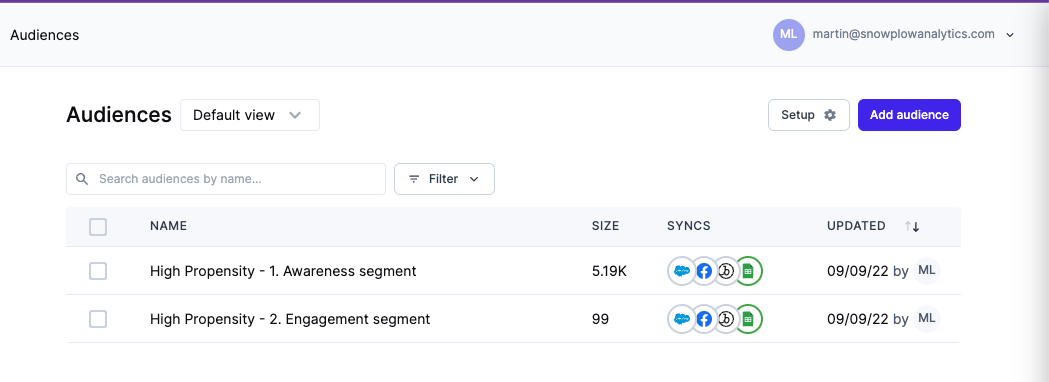 Audiences
ML martin@snowplowanalytics.com
Audiences Default view Setup Add audience
Search audiences by name... Filter
NAME SIZE SYNCS UPDATED
High Propensity - 1. Awareness segment 5.19K 09/09/22 by ML
High Propensity - 2. Engagement segment 99 09/09/22 by ML